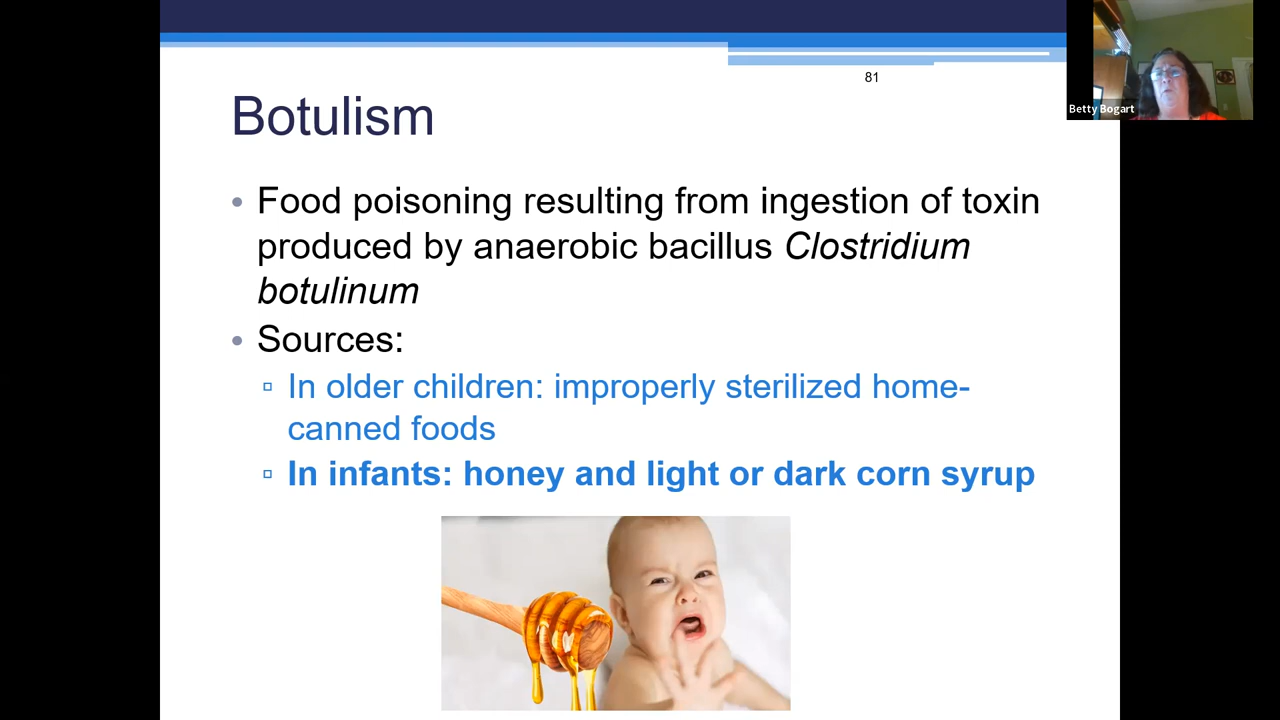 81
Betty Bogart
Botulism
• Food poisoning resulting from ingestion of toxin
produced by anaerobic bacillus Clostridium
botulinum
• Sources:
▫ In older children: improperly sterilized home-
canned foods
▫ In infants: honey and light or dark corn syrup